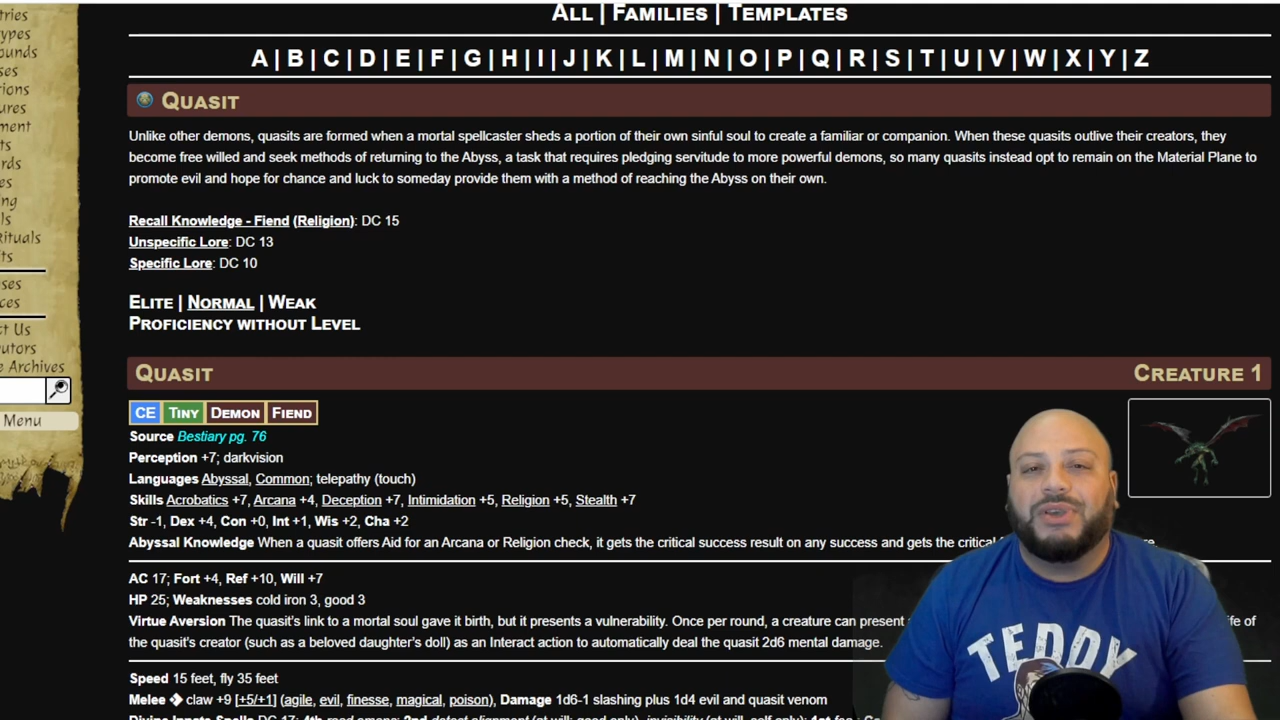 All | Families | Templates
A | B | C | D | E | F | G | H | I | J | K | L | M | N | O | P | Q | R | S | T | U | V | W | X | Y | Z
Quasit
Unlike other demons, quasits are formed when a mortal spellcaster sheds a portion of their own sinful soul to create a familiar or companion. When these quasits outlive their creators, they
become free willed and seek methods of returning to the Abyss, a task that requires pledging servitude to more powerful demons, so many quasits instead opt to remain on the Material Plane to
promote evil and hope for chance and luck to someday provide them with a method of reaching the Abyss on their own.
Recall Knowledge - Fiend (Religion): DC 15
Unspecific Lore: DC 13
Specific Lore: DC 10
Elite | Normal | Weak
Proficiency without Level
Quasit Creature 1
CE Tiny Demon Fiend
Source Bestiary pg. 76
Perception +7; darkvision
Languages Abyssal, Common; telepathy (touch)
Skills Acrobatics +7, Arcana +4, Deception +7, Intimidation +5, Religion +5, Stealth +7
Str -1, Dex +4, Con +0, Int +1, Wis +2, Cha +2
Abyssal Knowledge When a quasit offers Aid for an Arcana or Religion check, it gets the critical success result on any success and gets the critical
AC 17; Fort +4, Ref +10, Will +7
HP 25; Weaknesses cold iron 3, good 3
Virtue Aversion The quasit's link to a mortal soul gave it birth, but it presents a vulnerability. Once per round, a creature can present of
the quasit's creator (such as a beloved daughter's doll) as an Interact action to automatically deal the quasit 2d6 mental damage.
Speed 15 feet, fly 35 feet
Melee claw +9 [+5/+1] (agile, evil, finesse, magical, poison), Damage 1d6-1 slashing plus 1d4 evil and quasit venom
Rituals
ct Us
Archives
Menu
TEDDY